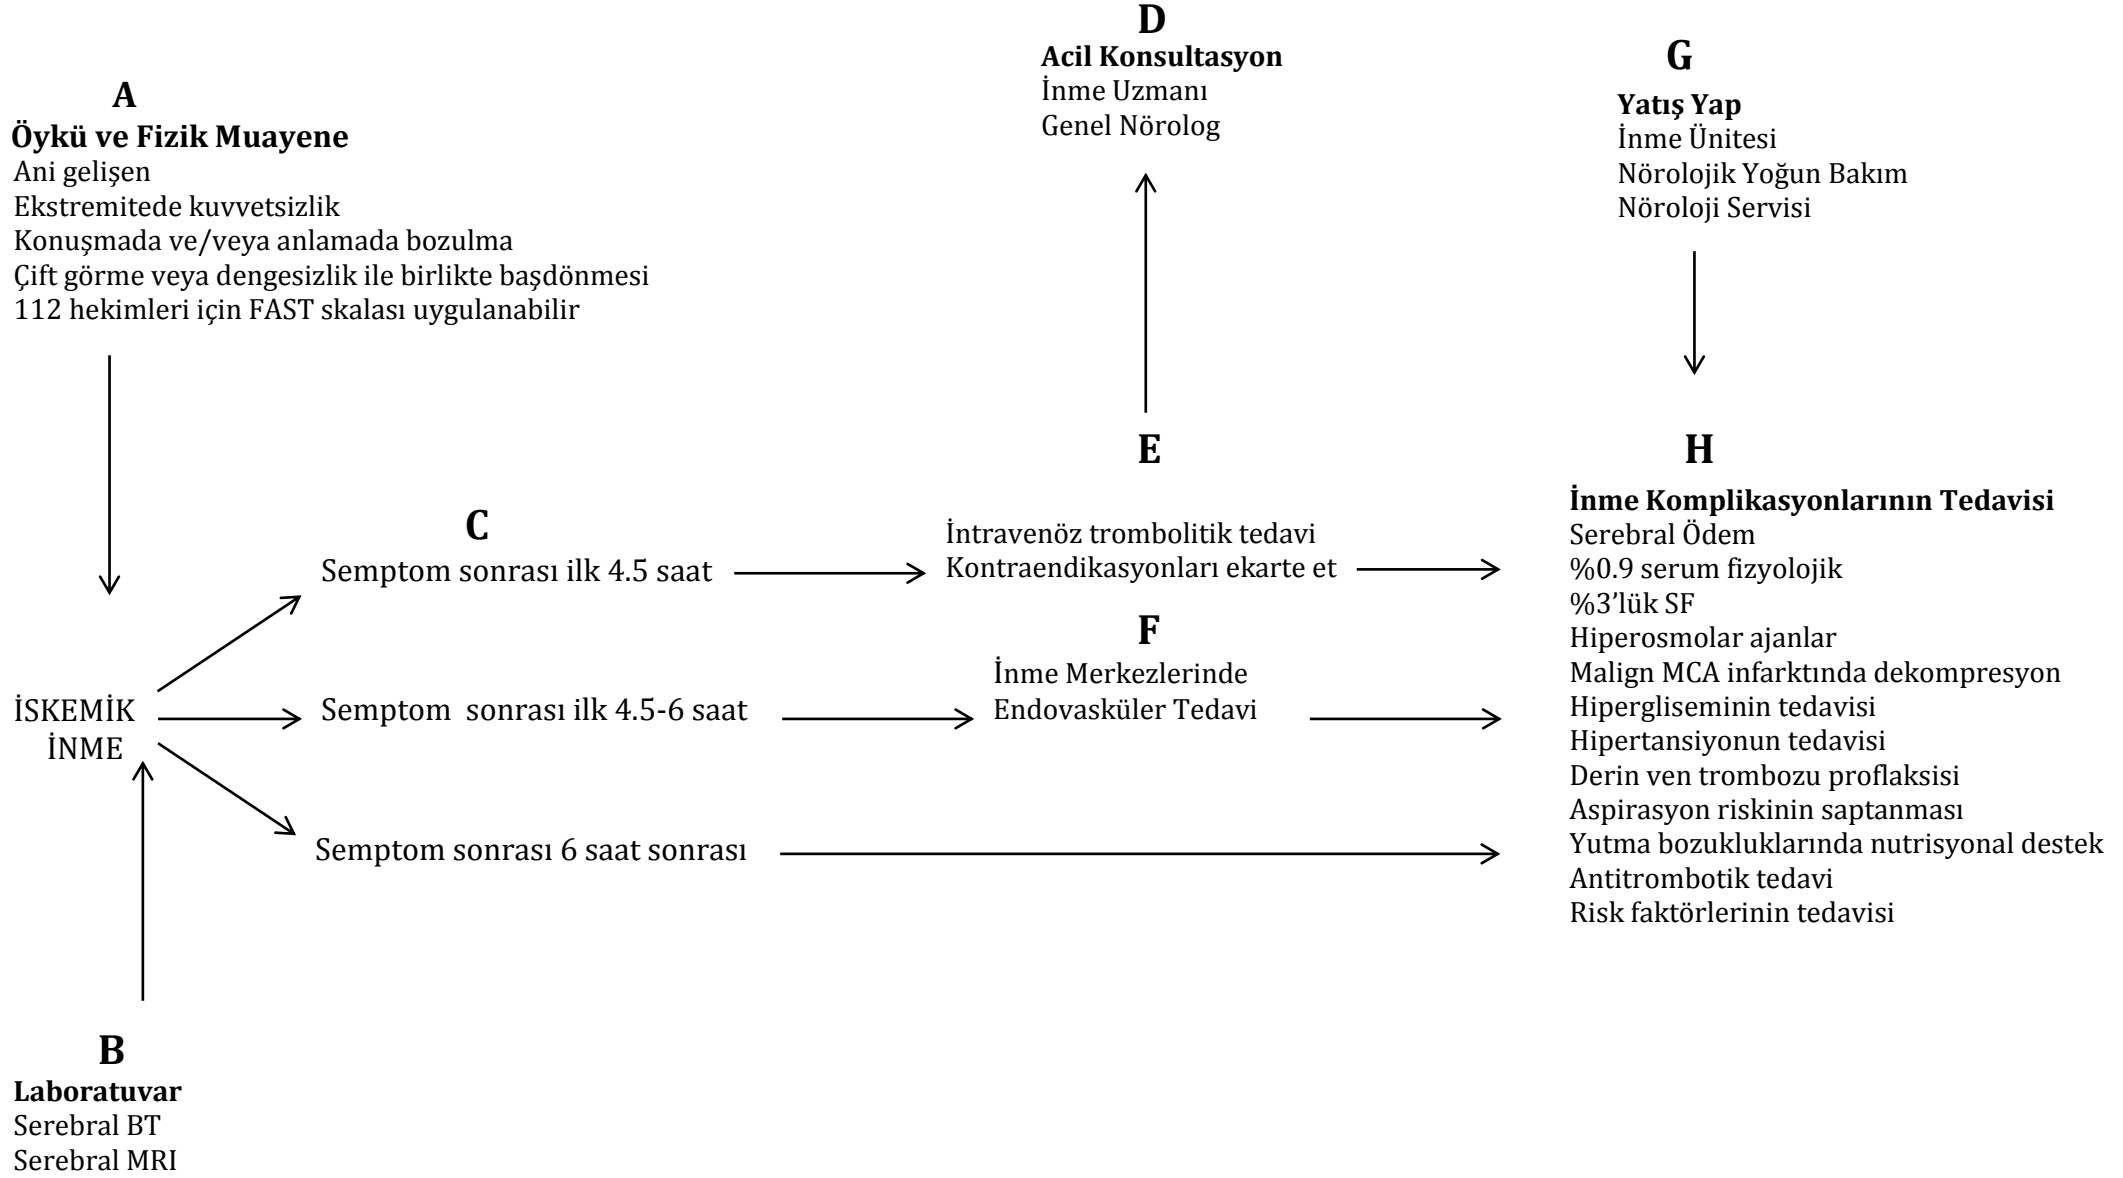 A
Öykü ve Fizik Muayene
Ani gelişen
Ekstremitede kuvvetsizlik
Konuşmada ve/veya anlamada bozulma
Çift görme veya dengesizlik ile birlikte başdönmesi
112 hekimleri için FAST skalası uygulanabilir
D
Acil Konsultasyon
İnme Uzmanı
Genel Nörolog
G
Yatış Yap
İnme Ünitesi
Nörolojik Yoğun Bakım
Nöroloji Servisi
C
Semptom sonrası ilk 4.5 saat
E
İntravenöz trombolitik tedavi
Kontraendikasyonları ekarte et
İSKEMİK
İNME
Semptom sonrası ilk 4.5-6 saat
F
İnme Merkezlerinde
Endovasküler Tedavi
Semptom sonrası 6 saat sonrası
H
İnme Komplikasyonlarının Tedavisi
Serebral Ödem
%0.9 serum fizyolojik
%3’lük SF
Hiperosmolar ajanlar
Malign MCA infarktında dekompresyon
Hipergliseminin tedavisi
Hipertansiyonun tedavisi
Derin ven trombozu proflaksisi
Aspirasyon riskinin saptanması
Yutma bozukluklarında nutrisyonal destek
Antitrombotik tedavi
Risk faktörlerinin tedavisi
B
Laboratuvar
Serebral BT
Serebral MRI